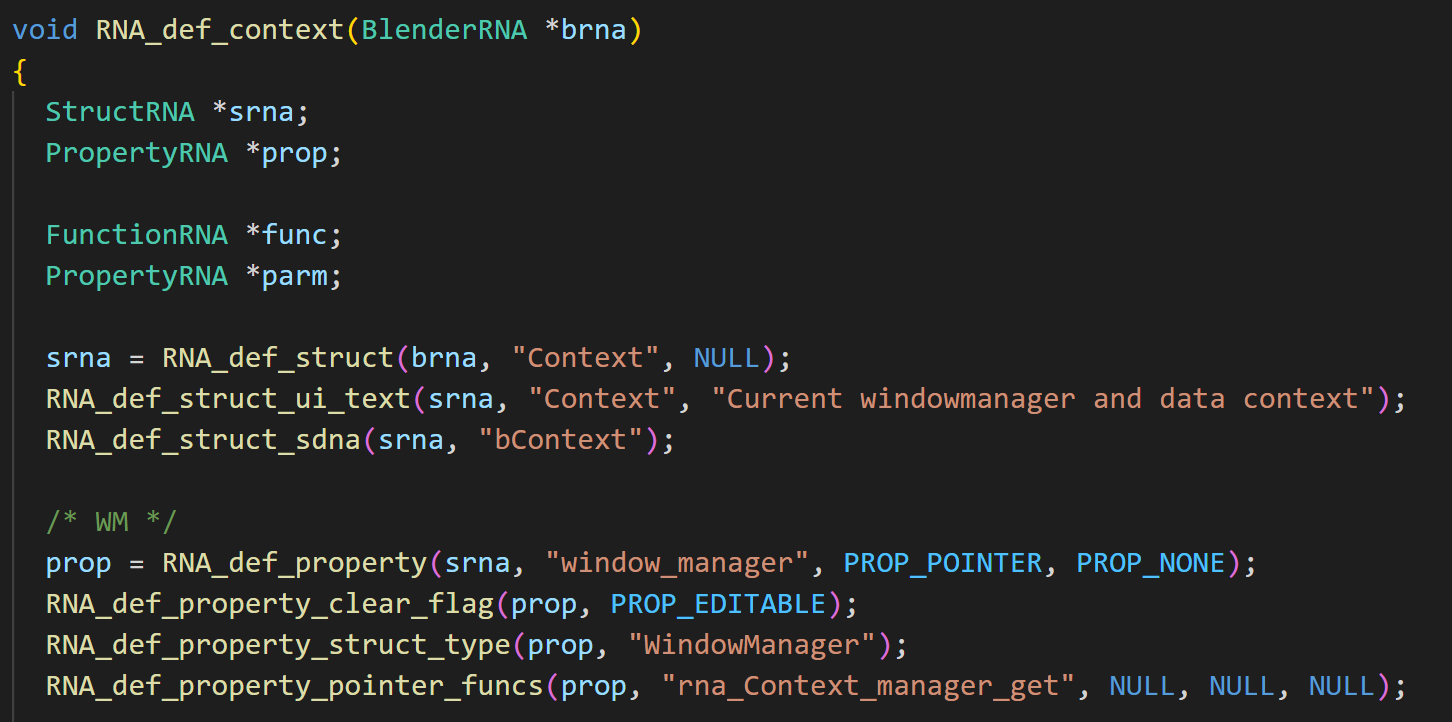 void RNA_def_context(BlenderRNA *brna)
{
StructRNA *srna;
PropertyRNA *prop;
FunctionRNA *func;
PropertyRNA *parm;
srna = RNA_def_struct(brna, "Context", NULL);
RNA_def_struct_ui_text(srna, "Context", "Current windowmanager and data context");
RNA_def_struct_sdna(srna, "bContext");
/* WM */
prop = RNA_def_property(srna, "window_manager", PROP_POINTER, PROP_NONE);
RNA_def_property_clear_flag(prop, PROP_EDITABLE);
RNA_def_property_struct_type(prop, "WindowManager");
RNA_def_property_pointer_funcs(prop, "rna_Context_manager_get", NULL, NULL, NULL);